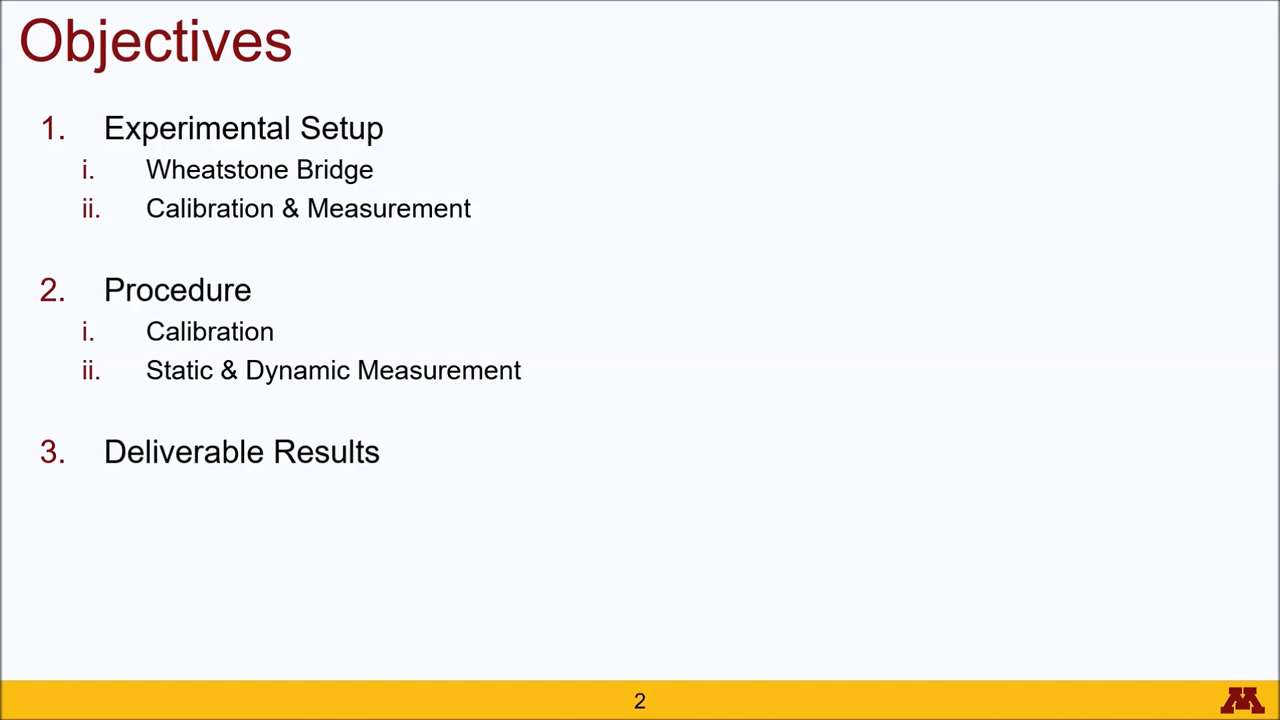 Objectives
1. Experimental Setup
i. Wheatstone Bridge
ii. Calibration & Measurement
2. Procedure
i. Calibration
ii. Static & Dynamic Measurement
3. Deliverable Results
2
M